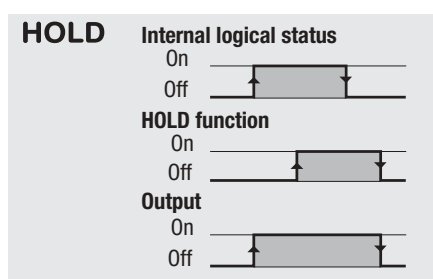 HOLD
Internal logical status
On
Off
HOLD function
On
Off
Output
On
Off